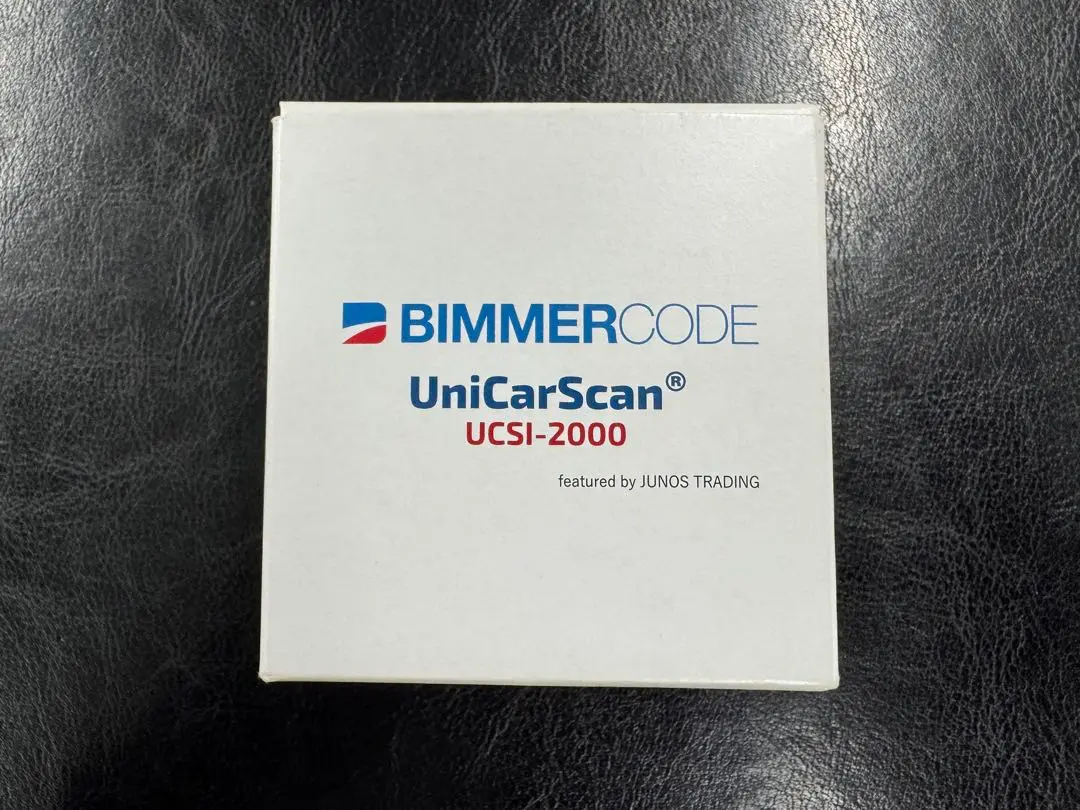 BIMMERCODE
UniCarScan®
UCSI-2000
featured by JUNOS TRADING